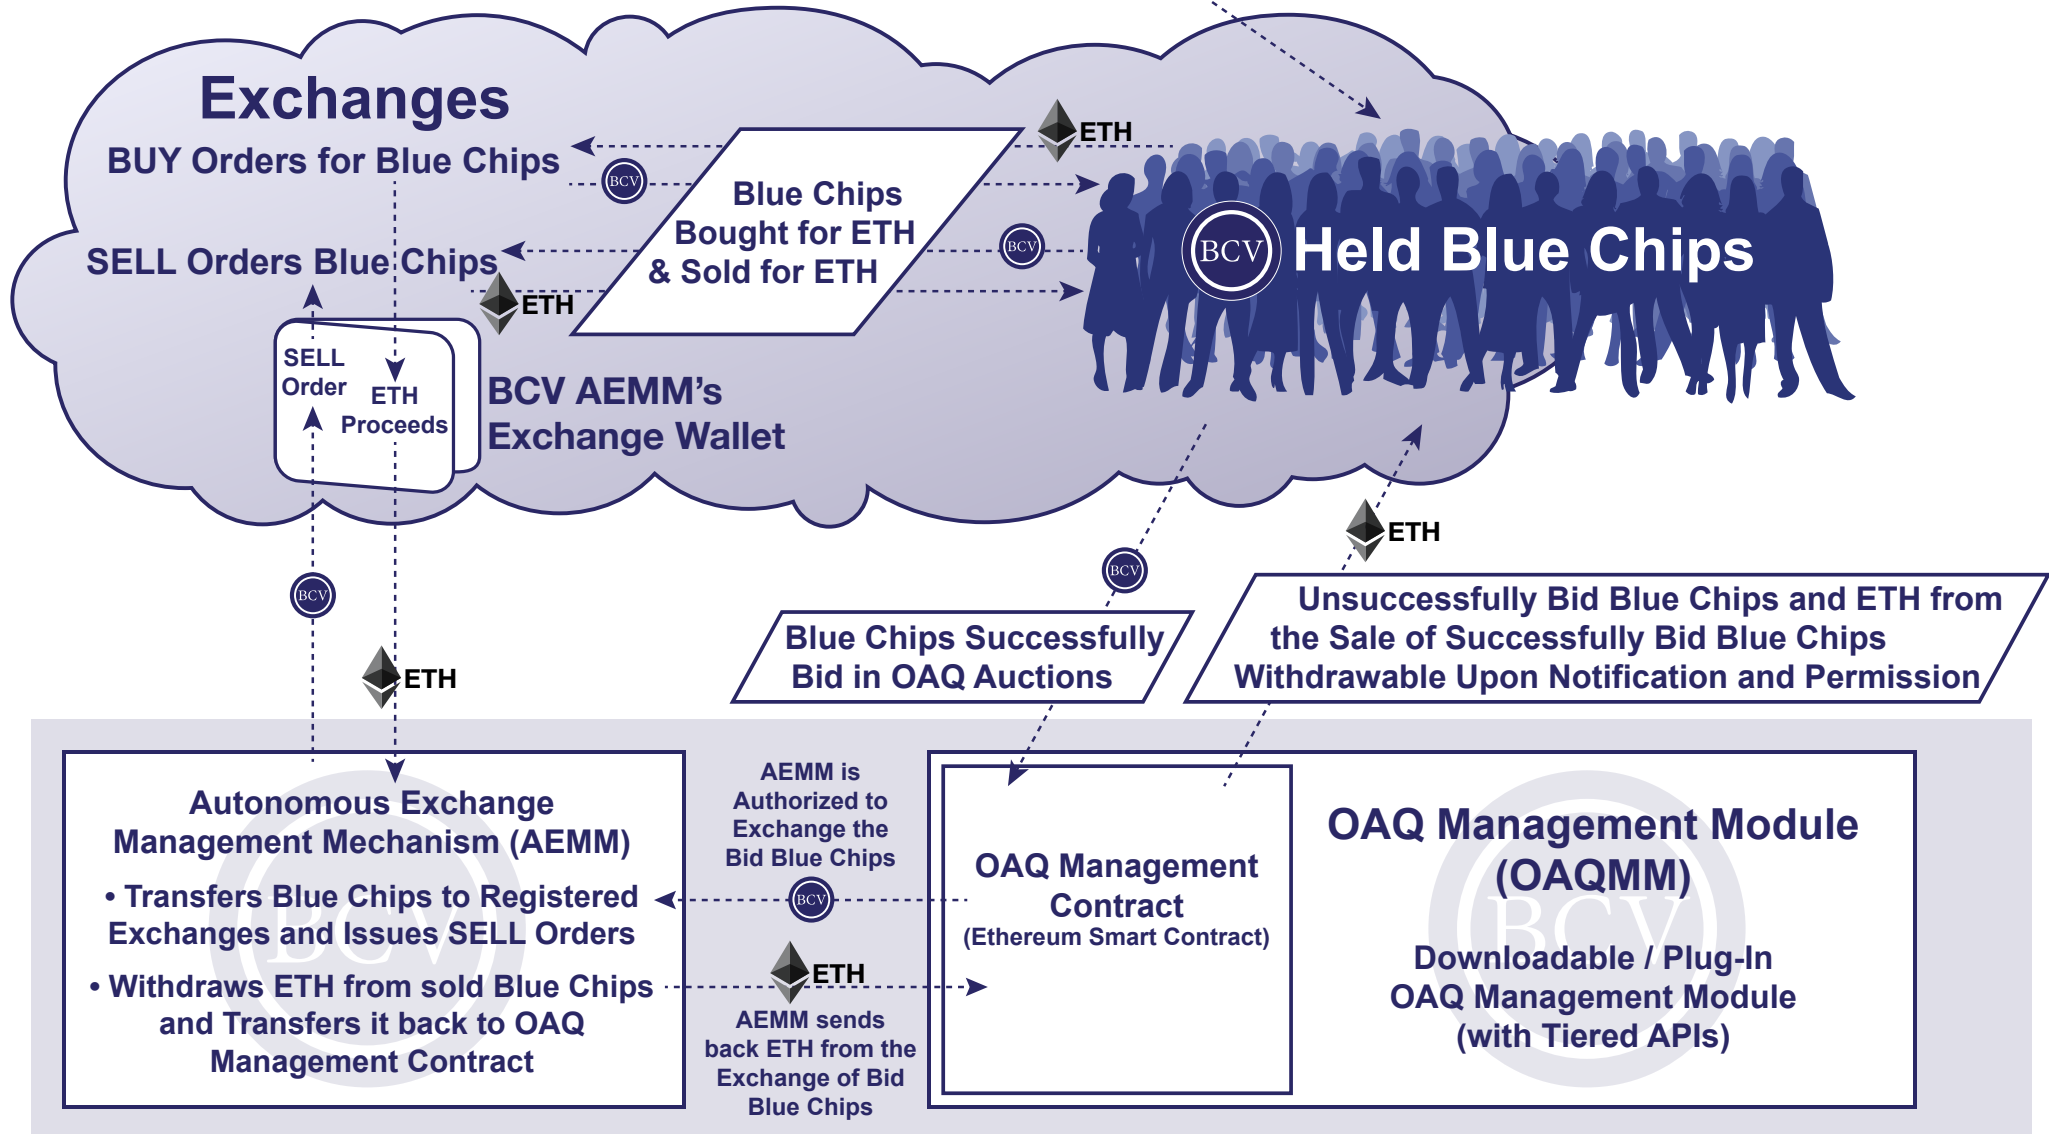 Exchanges
BUY Orders for Blue Chips
SELL Orders Blue Chips
ETH
BCV
Blue Chips
Bought for ETH
& Sold for ETH
BCV
ETH
BCV
Held Blue Chips
SELL
Order
ETH
Proceeds
BCV AEMM’s
Exchange Wallet
BCV
ETH
BCV
ETH
Blue Chips Successfully
Bid in OAQ Auctions
Unsuccessfully Bid Blue Chips and ETH from
the Sale of Successfully Bid Blue Chips
Withdrawable Upon Notification and Permission
BCV
Autonomous Exchange
Management Mechanism (AEMM)
• Transfers Blue Chips to Registered
Exchanges and Issues SELL Orders
• Withdraws ETH from sold Blue Chips
and Transfers it back to OAQ
Management Contract
AEMM is
Authorized to
Exchange the
Bid Blue Chips
BCV
ETH
AEMM sends
back ETH from the
Exchange of Bid
Blue Chips
OAQ Management
Contract
(Ethereum Smart Contract)
BCV
OAQ Management Module
(OAQMM)
Downloadable / Plug-In
OAQ Management Module
(with Tiered APIs)